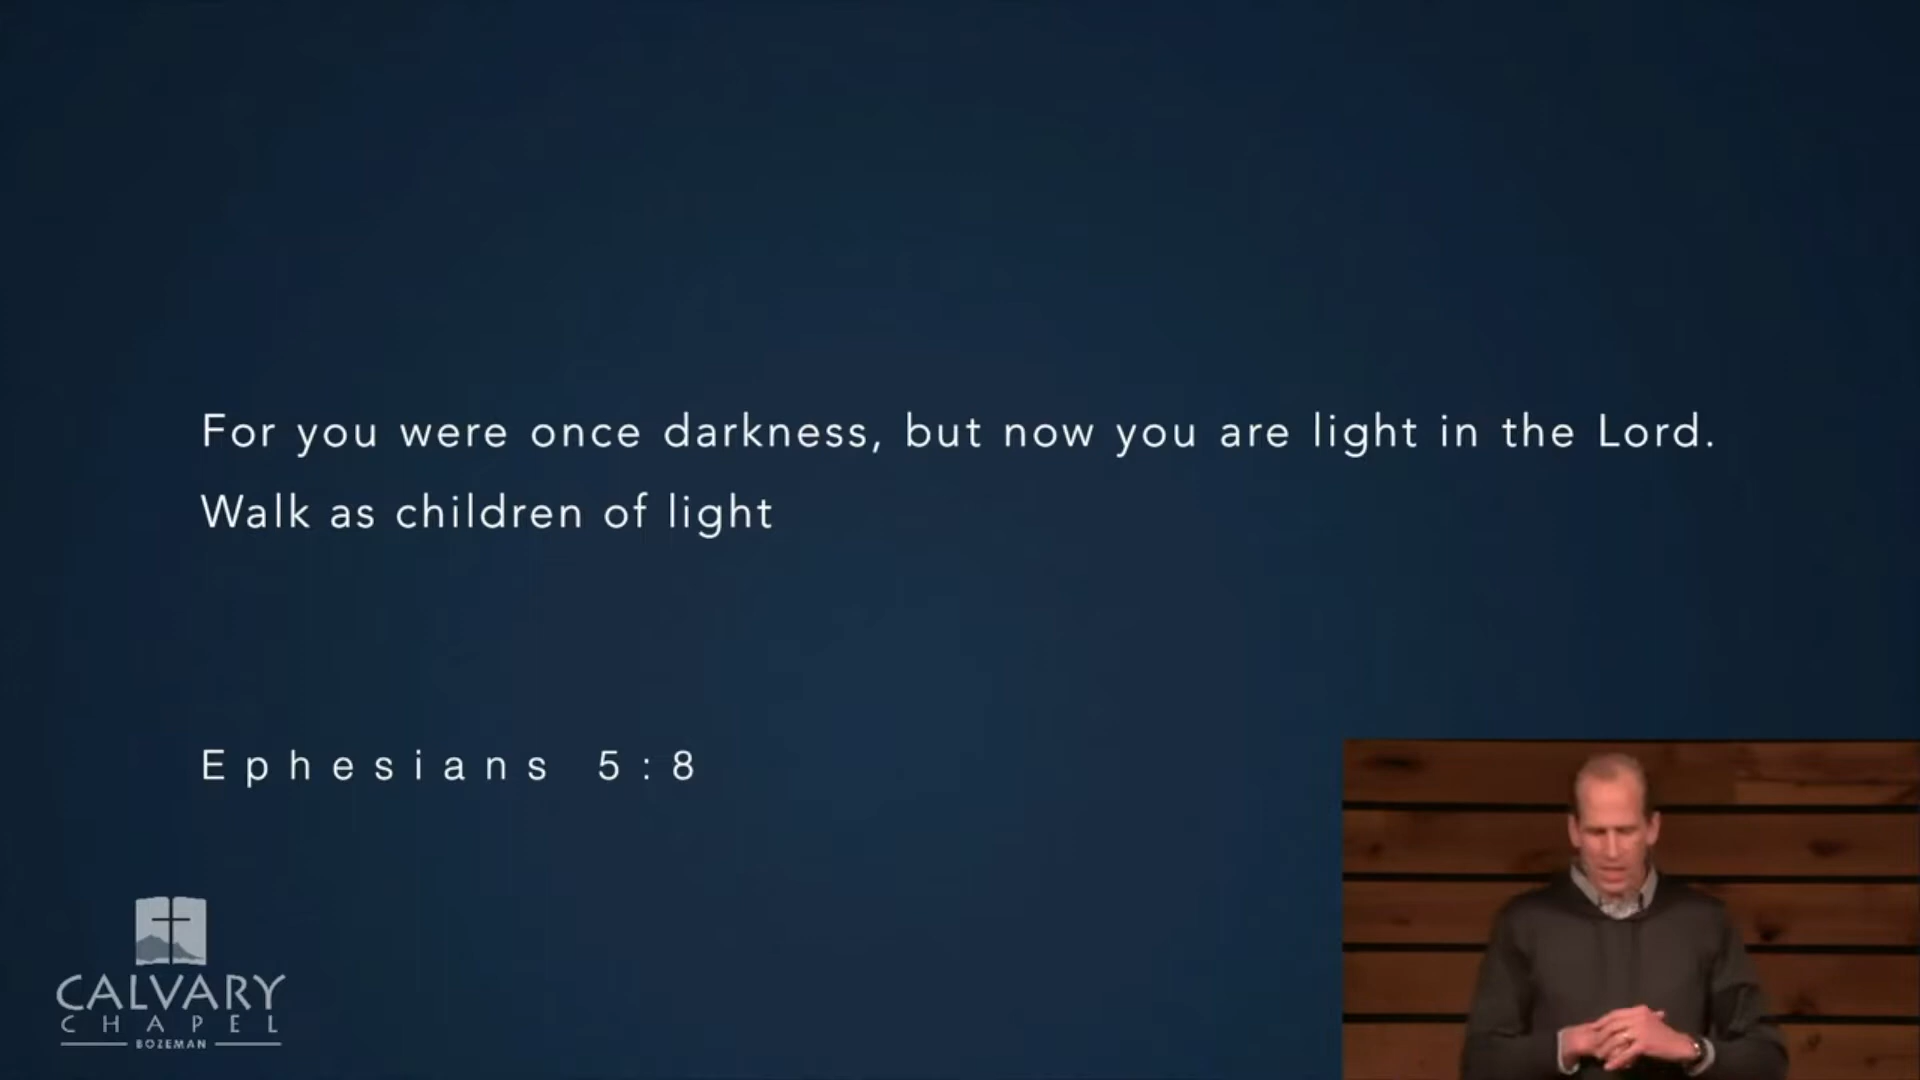 For you were once darkness, but now you are light in the Lord.
Walk as children of light
Ephesians 5:8
CALVARY
CHAPEL
BOZEMAN